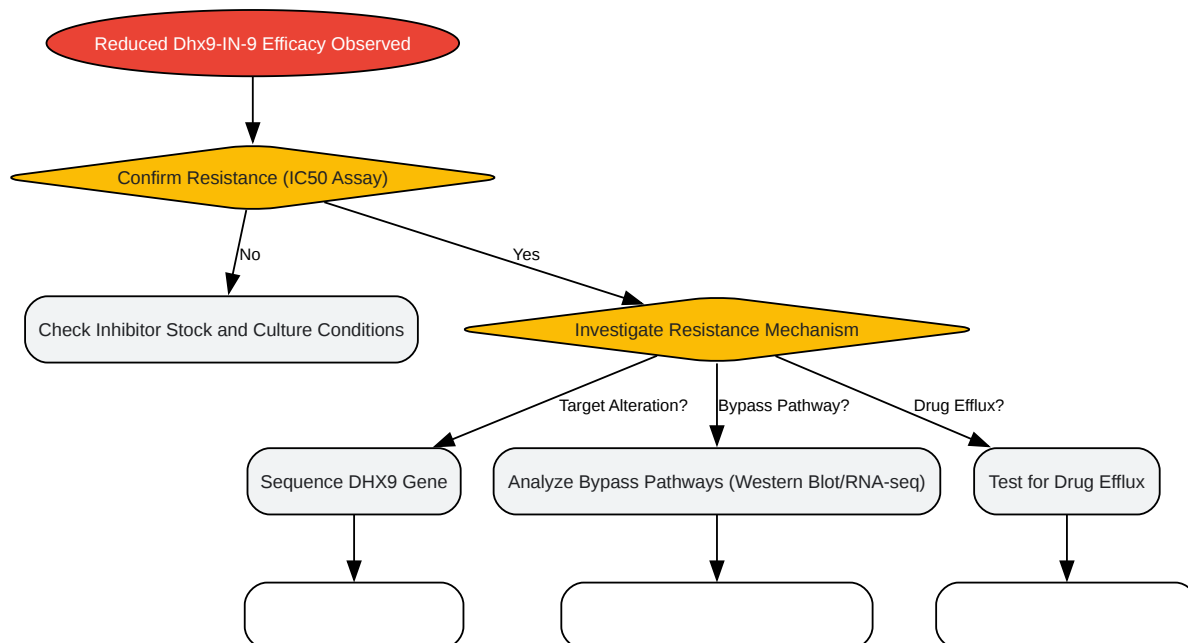 Reduced Dhx9-IN-9 Efficacy Observed
Confirm Resistance (IC50 Assay)
No
Yes
Check Inhibitor Stock and Culture Conditions
Investigate Resistance Mechanism
Target Alteration?
Bypass Pathway?
Drug Efflux?
Sequence DHX9 Gene
Analyze Bypass Pathways (Western Blot/RNA-seq)
Test for Drug Efflux